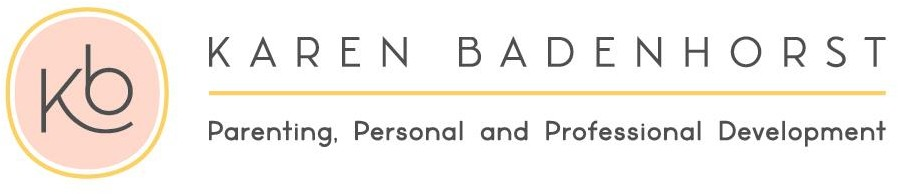 kb
KAREN BADENHORST
Parenting, Personal and Professional Development